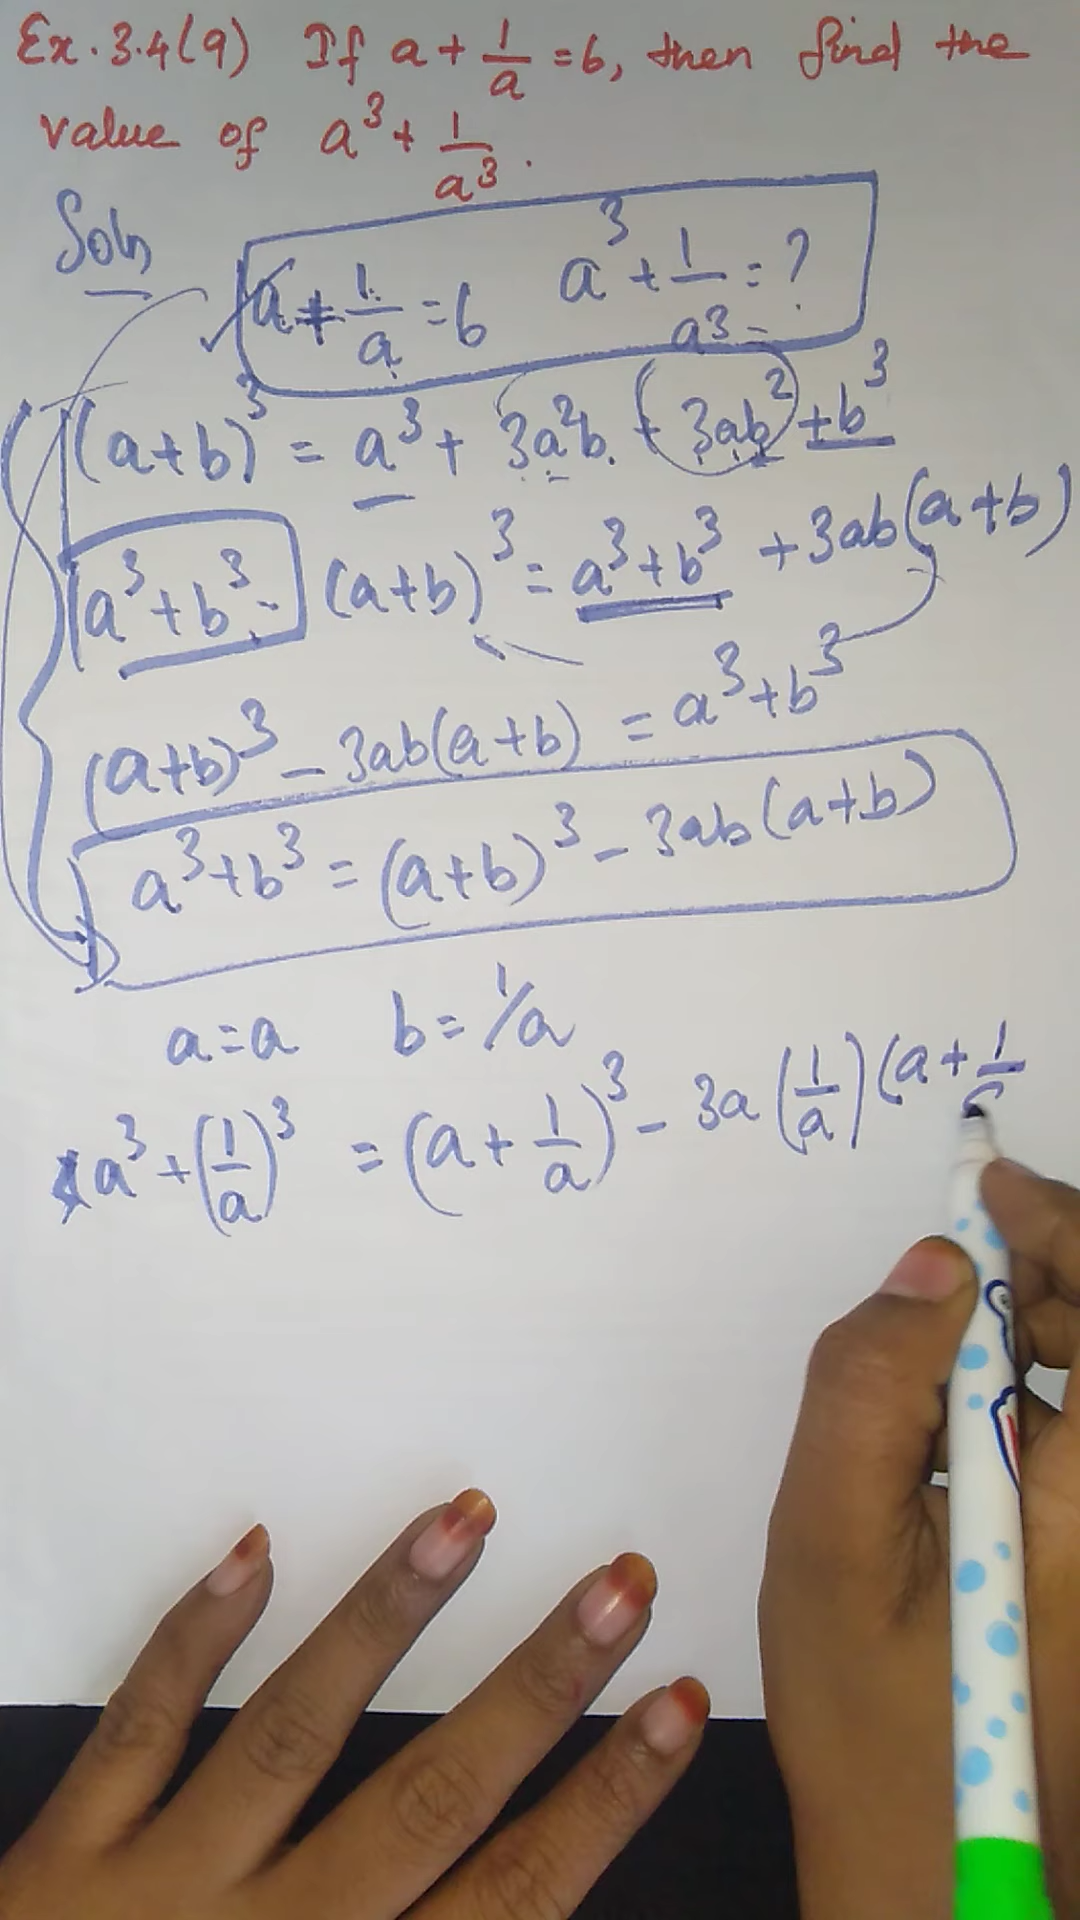 Ex.3.4(9) If a + 1/a = 6, then find the
value of a³ + 1/a³.
Soln
a + 1/a = 6   a³ + 1/a³ = ?
(a+b)³ = a³ + 3a²b + 3ab² + b³
a³+b³ =   (a+b)³ = a³+b³ + 3ab(a+b)
(a+b)³ - 3ab(a+b) = a³+b³
a³+b³ = (a+b)³ - 3ab(a+b)
a=a   b=1/a
a³ + (1/a)³ = (a + 1/a)³ - 3a(1/a)(a + 1/